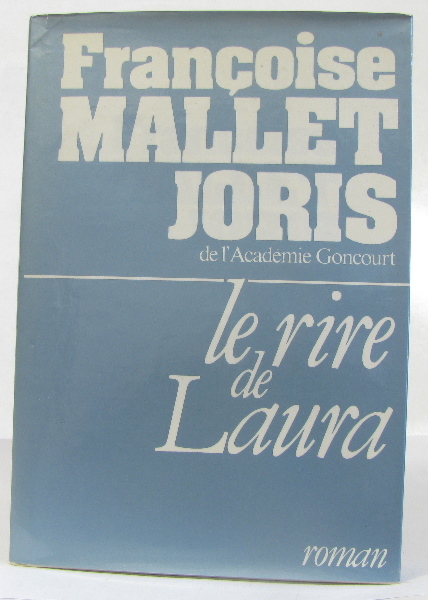 Françoise
MALLET
JORIS
de l'Académie Goncourt
le rire
de
Laura
roman